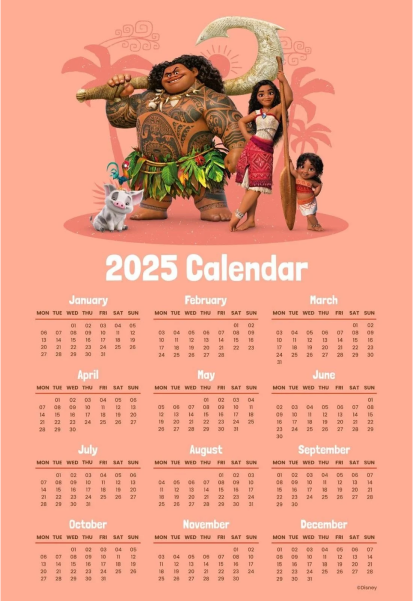 2025 Calendar
January
MON TUE WED THU FRI SAT SUN
01 02 03 04 05
06 07 08 09 10 11 12
13 14 15 16 17 18 19
20 21 22 23 24 25 26
27 28 29 30 31
February
MON TUE WED THU FRI SAT SUN
01 02
03 04 05 06 07 08 09
10 11 12 13 14 15 16
17 18 19 20 21 22 23
24 25 26 27 28
March
MON TUE WED THU FRI SAT SUN
01 02
03 04 05 06 07 08 09
10 11 12 13 14 15 16
17 18 19 20 21 22 23
24 25 26 27 28 29 30
31
April
MON TUE WED THU FRI SAT SUN
01 02 03 04 05 06
07 08 09 10 11 12 13
14 15 16 17 18 19 20
21 22 23 24 25 26 27
28 29 30
May
MON TUE WED THU FRI SAT SUN
01 02 03 04
05 06 07 08 09 10 11
12 13 14 15 16 17 18
19 20 21 22 23 24 25
26 27 28 29 30 31
June
MON TUE WED THU FRI SAT SUN
01
02 03 04 05 06 07 08
09 10 11 12 13 14 15
16 17 18 19 20 21 22
23 24 25 26 27 28 29
30
July
MON TUE WED THU FRI SAT SUN
01 02 03 04 05 06
07 08 09 10 11 12 13
14 15 16 17 18 19 20
21 22 23 24 25 26 27
28 29 30 31
August
MON TUE WED THU FRI SAT SUN
01 02 03
04 05 06 07 08 09 10
11 12 13 14 15 16 17
18 19 20 21 22 23 24
25 26 27 28 29 30 31
September
MON TUE WED THU FRI SAT SUN
01 02 03 04 05 06 07
08 09 10 11 12 13 14
15 16 17 18 19 20 21
22 23 24 25 26 27 28
29 30
October
MON TUE WED THU FRI SAT SUN
01 02 03 04 05
06 07 08 09 10 11 12
13 14 15 16 17 18 19
20 21 22 23 24 25 26
27 28 29 30 31
November
MON TUE WED THU FRI SAT SUN
01 02
03 04 05 06 07 08 09
10 11 12 13 14 15 16
17 18 19 20 21 22 23
24 25 26 27 28 29 30
December
MON TUE WED THU FRI SAT SUN
01 02 03 04 05 06 07
08 09 10 11 12 13 14
15 16 17 18 19 20 21
22 23 24 25 26 27 28
29 30 31
©Disney